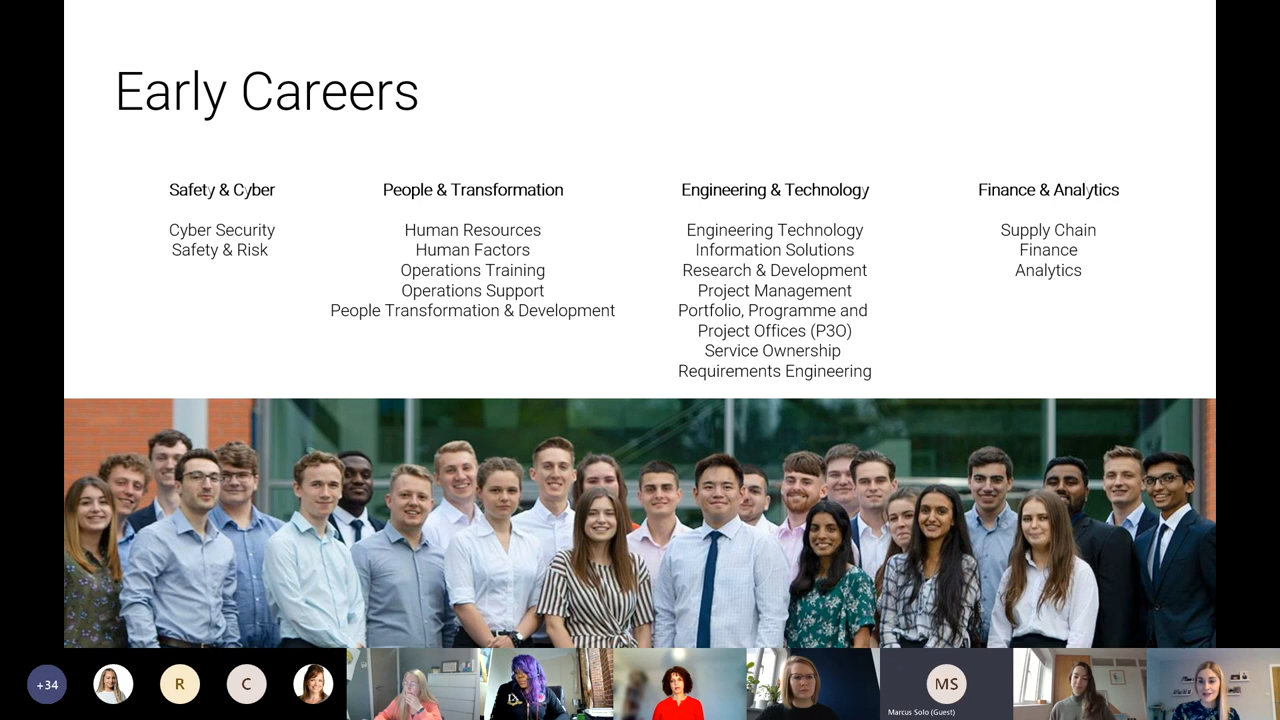 Early Careers
Safety & Cyber
Cyber Security
Safety & Risk
People & Transformation
Human Resources
Human Factors
Operations Training
Operations Support
People Transformation & Development
Engineering & Technology
Engineering Technology
Information Solutions
Research & Development
Project Management
Portfolio, Programme and
Project Offices (P3O)
Service Ownership
Requirements Engineering
Finance & Analytics
Supply Chain
Finance
Analytics
+34
R
C
MS
Marcus Solo (Guest)